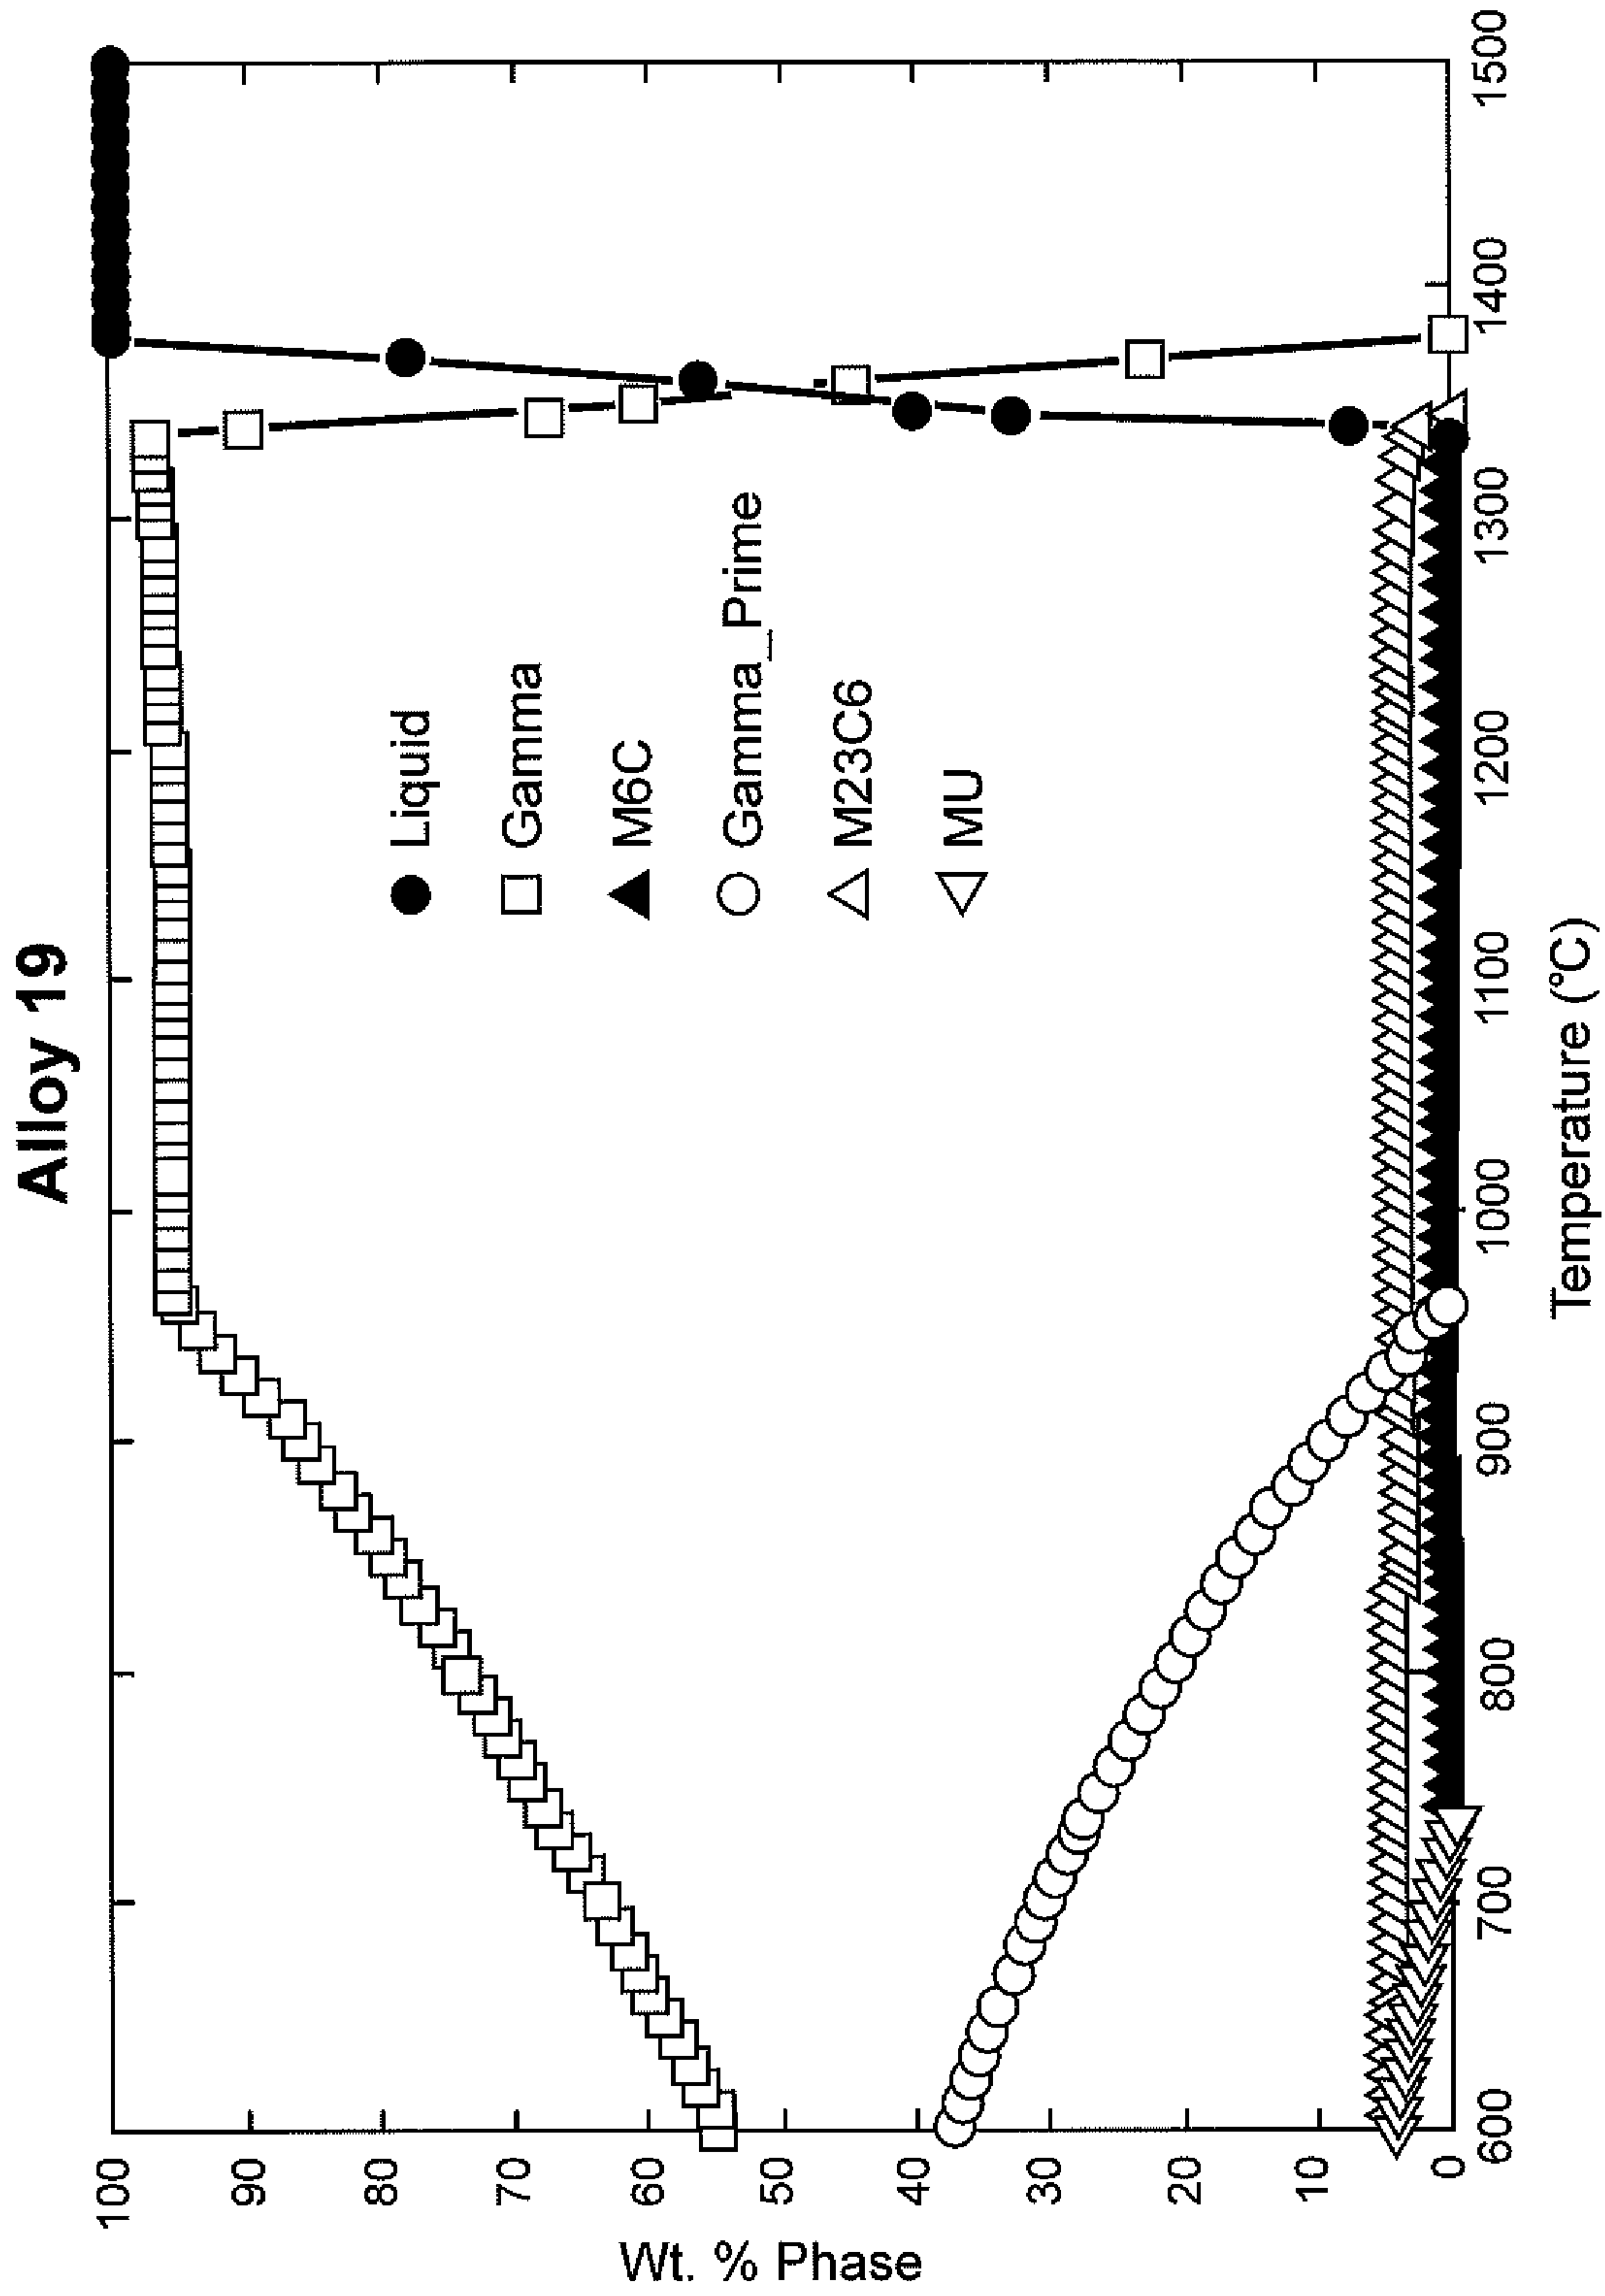 Alloy 19
100
90
80
70
60
50
40
30
20
10
0
Wt. % Phase
Liquid
Gamma
M6C
Gamma_Prime
M23C6
MU
600
700
800
900
1000
1100
1200
1300
1400
1500
Temperature (°C)